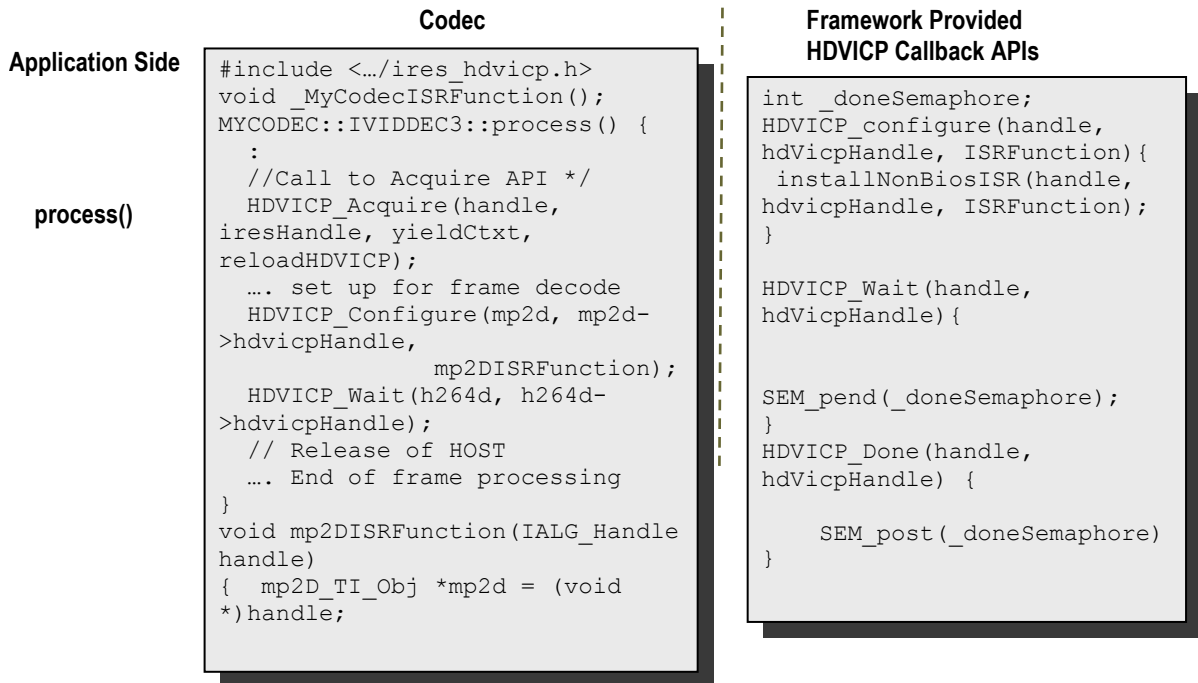 Codec
Framework Provided
HDVICP Callback APIs
Application Side
process()
#include <…/ires_hdvicp.h>
void _MyCodecISRFunction();
MYCODEC::IVIDDEC3::process() {
:
//Call to Acquire API */
HDVICP_Acquire(handle,
iresHandle, yieldCtxt,
reloadHDVICP);
…. set up for frame decode
HDVICP_Configure(mp2d, mp2d-
>hdvicpHandle,
mp2DISRFunction);
HDVICP_Wait(h264d, h264d-
>hdvicpHandle);
// Release of HOST
…. End of frame processing
}
void mp2DISRFunction(IALG_Handle
handle)
{ mp2D_TI_Obj *mp2d = (void
*)handle;
int _doneSemaphore;
HDVICP_configure(handle,
hdVicpHandle, ISRFunction){
installNonBiosISR(handle,
hdvicpHandle, ISRFunction);
}
HDVICP_Wait(handle,
hdVicpHandle){
SEM_pend(_doneSemaphore);
}
HDVICP_Done(handle,
hdVicpHandle) {
SEM_post(_doneSemaphore)
}